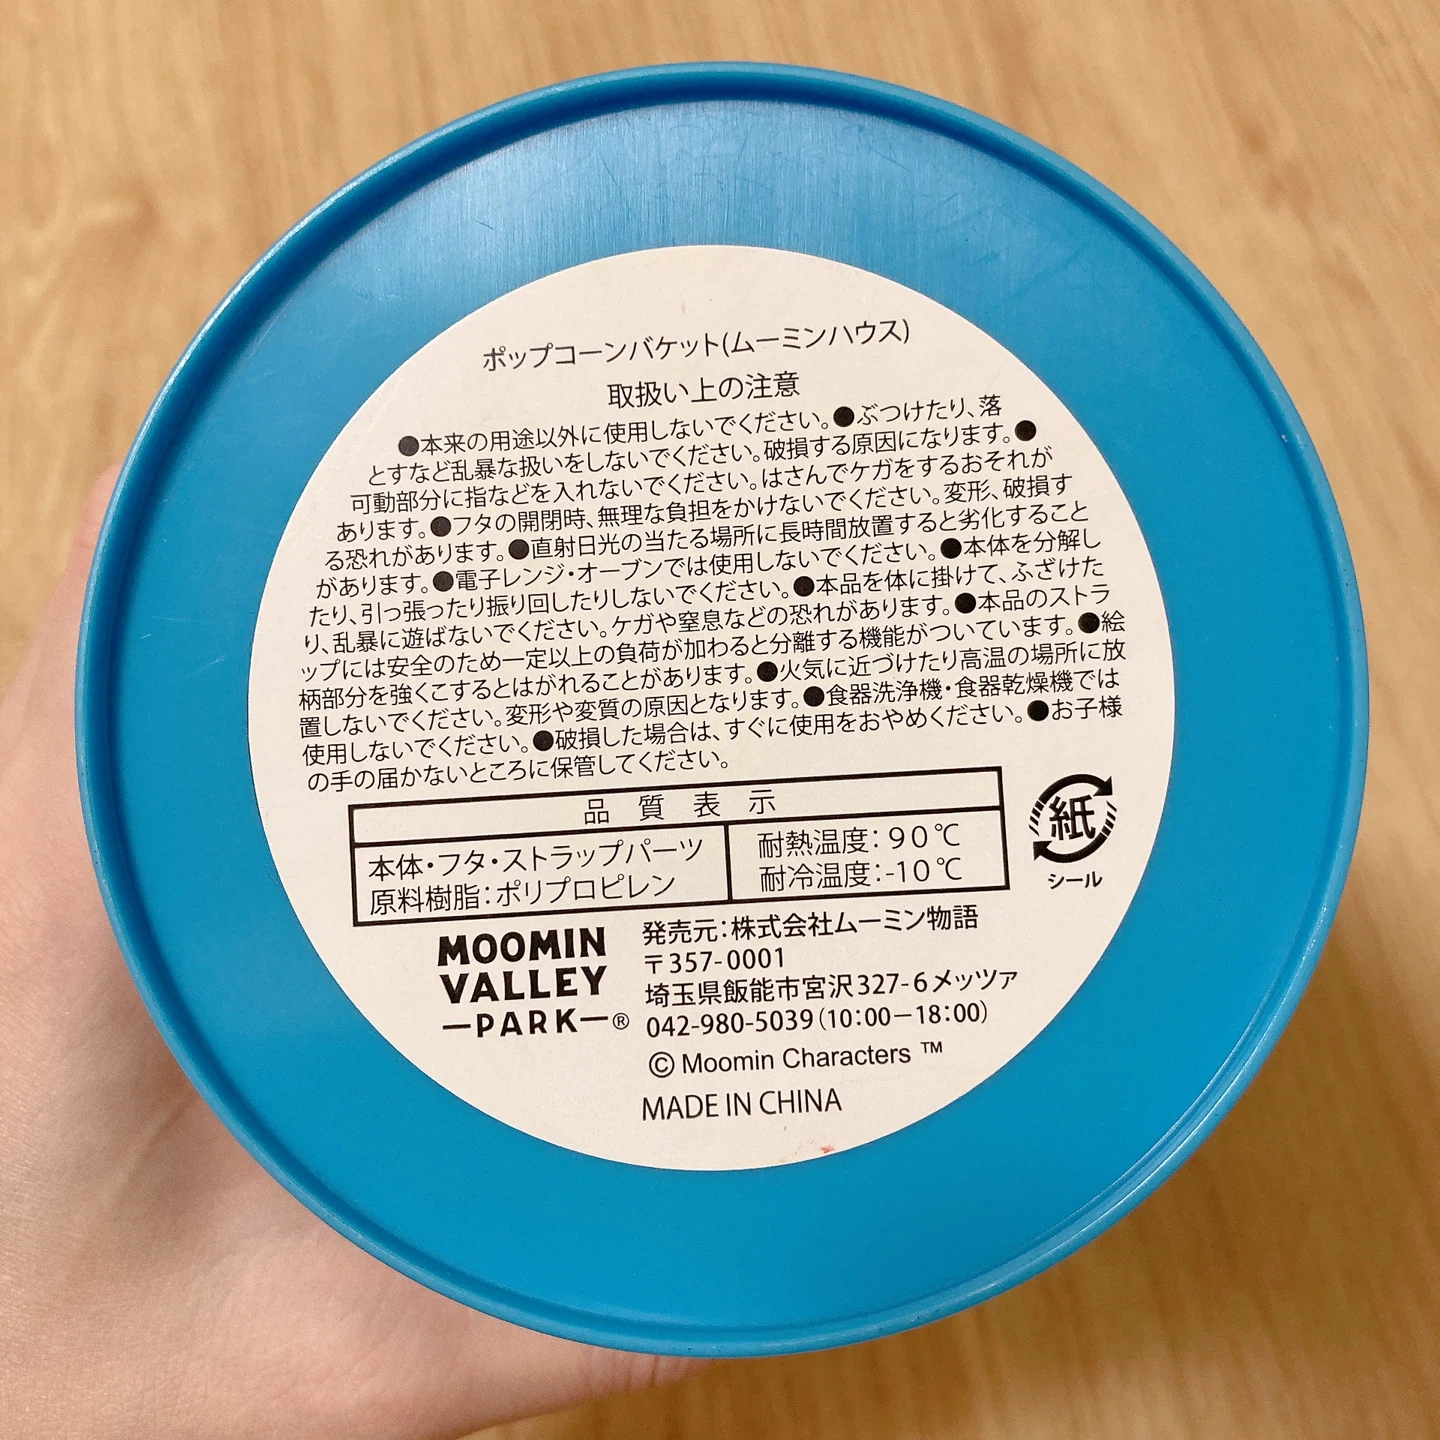 ポップコーンバケット(ムーミンハウス)
取扱い上の注意
●本来の用途以外に使用しないでください。●ぶつけたり、落
とすなど乱暴な扱いをしないでください。破損する原因になります。●
可動部分に指などを入れないでください。はさんでケガをするおそれが
あります。●フタの開閉時、無理な負担をかけないでください。変形、破損す
る恐れがあります。●直射日光の当たる場所に長時間放置すると劣化すること
があります。●電子レンジ・オーブンでは使用しないでください。●本体を分解し
たり、引っ張ったり振り回したりしないでください。●本品を体に掛けて、ふざけた
り、乱暴に遊ばないでください。ケガや窒息などの恐れがあります。●本品のストラ
ップには安全のため一定以上の負荷が加わると分離する機能がついています。●絵
柄部分を強くこするとはがれることがあります。●火気に近づけたり高温の場所に放
置しないでください。変形や変質の原因となります。●食器洗浄機・食器乾燥機では
使用しないでください。●破損した場合は、すぐに使用をおやめください。●お子様
の手の届かないところに保管してください。
品質表示
本体・フタ・ストラップパーツ
原料樹脂:ポリプロピレン
耐熱温度:90℃
耐冷温度:-10℃
紙
シール
MOOMIN
VALLEY
—PARK—®
発売元:株式会社ムーミン物語
〒357-0001
埼玉県飯能市宮沢327-6メッツァ
042-980-5039(10:00−18:00)
© Moomin Characters ™
MADE IN CHINA